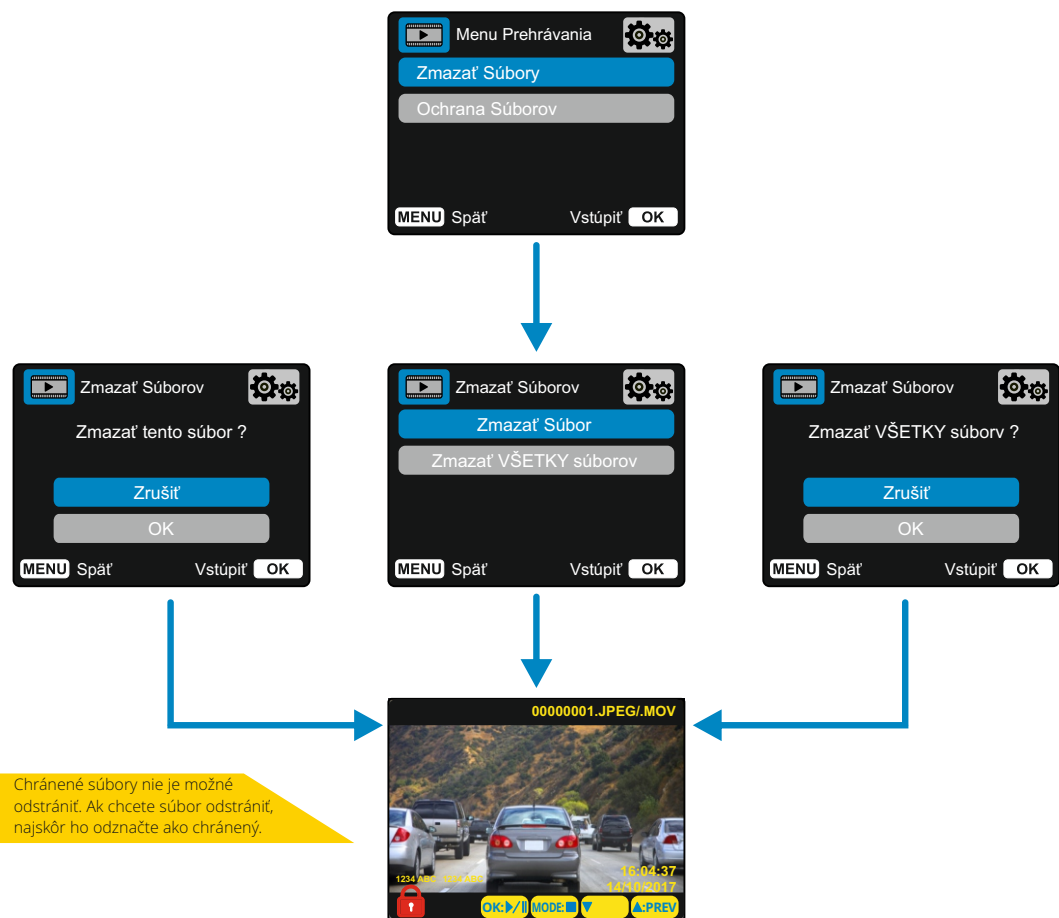 Menu Prehrávania
Zmazať Súbory
Ochrana Súborov
MENU Späť Vstúpiť OK
Zmazať Súborov
Zmazať tento súbor ?
Zrušiť
OK
MENU Späť Vstúpiť OK
Zmazať Súborov
Zmazať Súbor
Zmazať VŠETKY súborov
MENU Späť Vstúpiť OK
Zmazať Súborov
Zmazať VŠETKY súborv ?
Zrušiť
OK
MENU Späť Vstúpiť OK
Chránené súbory nie je možné
odstrániť. Ak chcete súbor odstrániť,
najskôr ho odznačte ako chránený.
00000001.JPEG/.MOV
1234 ABC
16:04:37
14/10/2017
OK: MODE: :PREV